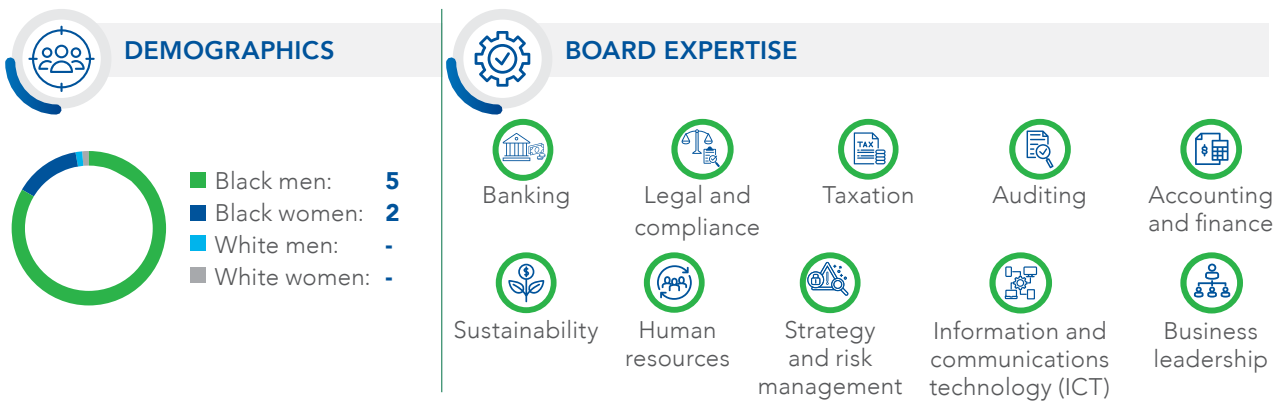 DEMOGRAPHICS
Black men: 5
Black women: 2
White men: -
White women: -
BOARD EXPERTISE
Banking
Legal and
compliance
TAX
Taxation
Auditing
$
Accounting
and finance
$
Sustainability
Human
resources
Strategy
and risk
management
Information and
communications
technology (ICT)
Business
leadership